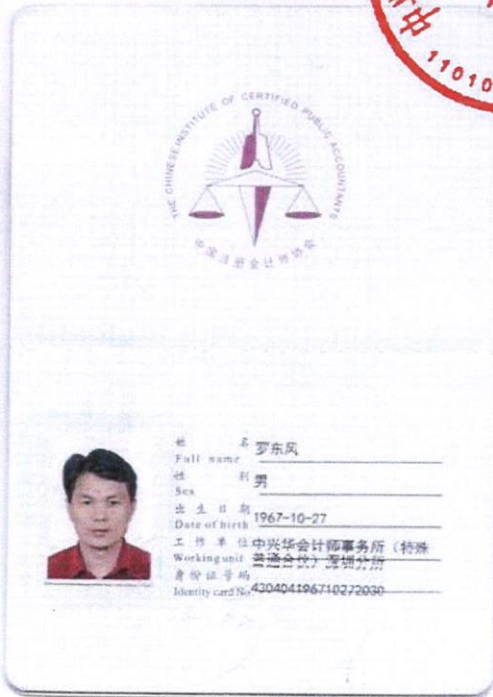 11010
THE CHINESE INSTITUTE OF CERTIFIED PUBLIC ACCOUNTANTS
中国注册会计师协会
姓 名 罗东风
Full name
性 别 男
Sex
出生日期 1967-10-27
Date of birth
工作单位 中兴华会计师事务所（特殊
Working unit 普通合伙）深圳分所
身份证号码
Identity card No 430404196710272030